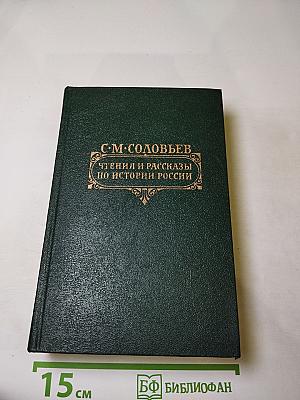 С·М·СОЛОВЬЕВ
ЧТЕНИЯ И РАССКАЗЫ
ПО ИСТОРИИ РОССИИ
15 см
БФ БИБЛИОФАН